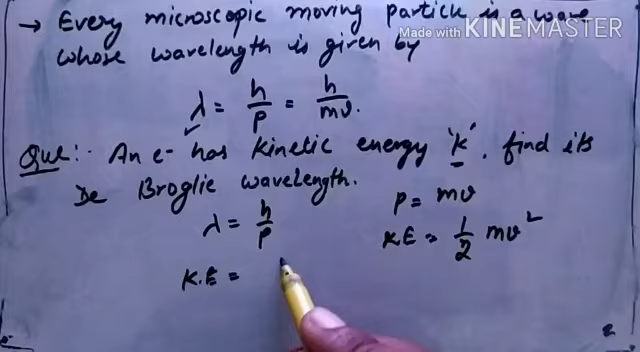 → Every microscopic moving particle is a wave
Made with KINEMASTER
whose wavelength is given by
λ = h/p = h/mv.
Que:- An e- has kinetic energy 'K', find its
De Broglie wavelength.
λ = h/p
p = mv
K.E = 1/2 mv²
K.E =